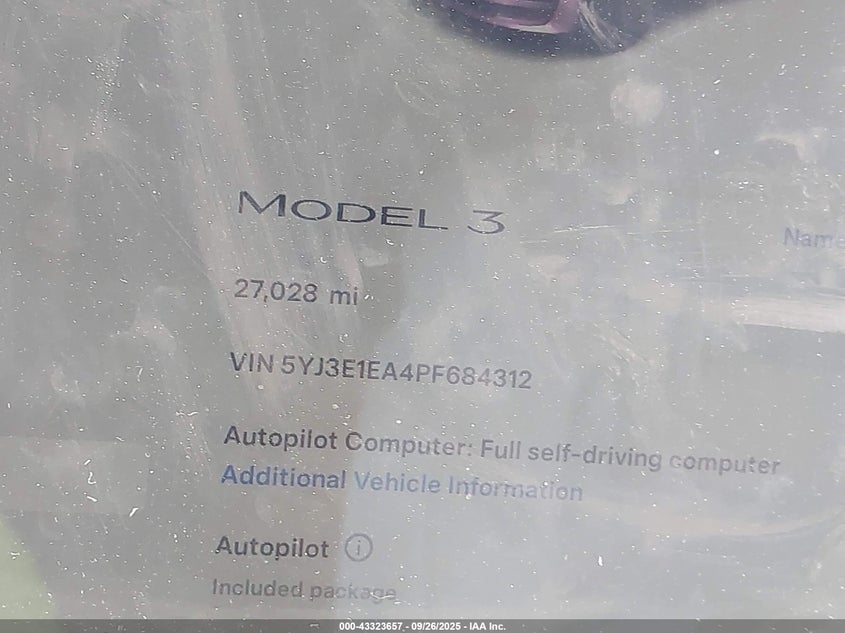 MODEL 3
Name
27,028 mi
VIN 5YJ3E1EA4PF684312
Autopilot Computer: Full self-driving computer
Additional Vehicle Information
Autopilot
Included package
000-43323657 - 09/26/2025 - IAA Inc.